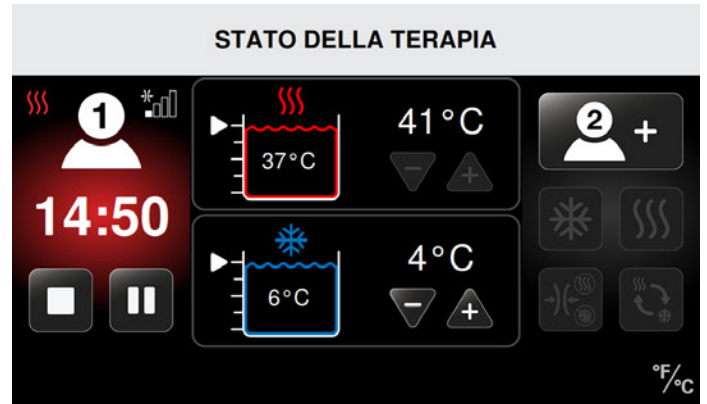 STATO DELLA TERAPIA
1
14:50
37°C
41°C
6°C
4°C
2 +
°F/°C